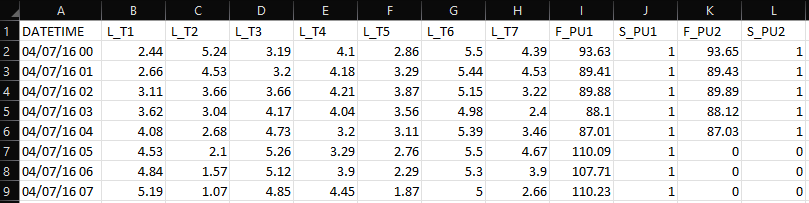 A B C D E F G H I J K L
1 DATETIME L_T1 L_T2 L_T3 L_T4 L_T5 L_T6 L_T7 F_PU1 S_PU1 F_PU2 S_PU2
2 04/07/16 00 2.44 5.24 3.19 4.1 2.86 5.5 4.39 93.63 1 93.65 1
3 04/07/16 01 2.66 4.53 3.2 4.18 3.29 5.44 4.53 89.41 1 89.43 1
4 04/07/16 02 3.11 3.66 3.66 4.21 3.87 5.15 3.22 89.88 1 89.89 1
5 04/07/16 03 3.62 3.04 4.17 4.04 3.56 4.98 2.4 88.1 1 88.12 1
6 04/07/16 04 4.08 2.68 4.73 3.2 3.11 5.39 3.46 87.01 1 87.03 1
7 04/07/16 05 4.53 2.1 5.26 3.29 2.76 5.5 4.67 110.09 1 0 0
8 04/07/16 06 4.84 1.57 5.12 3.9 2.29 5.3 3.9 107.71 1 0 0
9 04/07/16 07 5.19 1.07 4.85 4.45 1.87 5 2.66 110.23 1 0 0